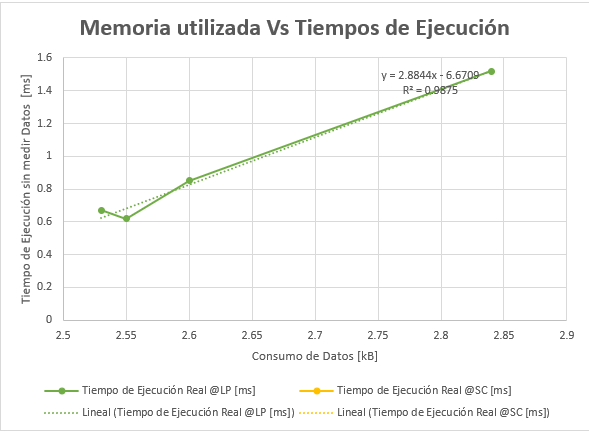 Memoria utilizada Vs Tiempos de Ejecución
y = 2.8844x - 6.6709
R² = 0.9875
Tiempo de Ejecución sin medir Datos [ms]
1.6
1.4
1.2
1
0.8
0.6
0.4
0.2
0
2.5 2.55 2.6 2.65 2.7 2.75 2.8 2.85 2.9
Consumo de Datos [kB]
Tiempo de Ejecución Real @LP [ms] Tiempo de Ejecución Real @SC [ms]
Lineal (Tiempo de Ejecución Real @LP [ms]) Lineal (Tiempo de Ejecución Real @SC [ms])